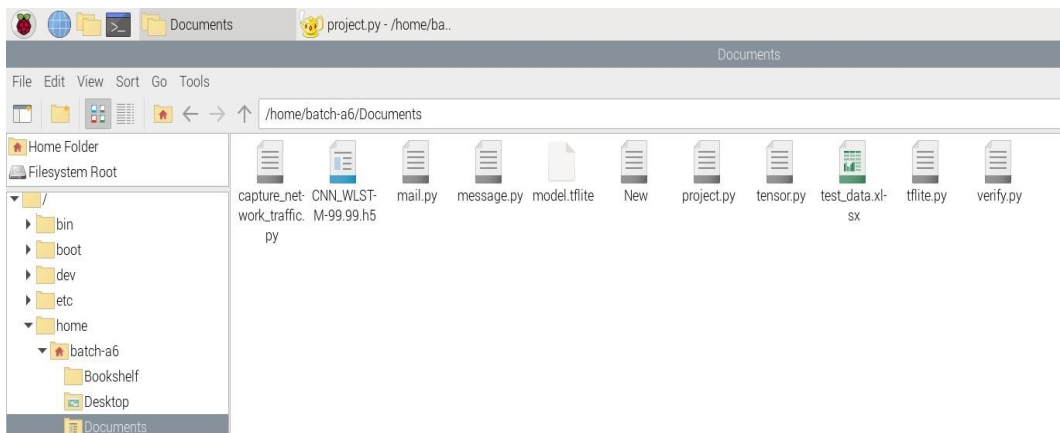 Documents
project.py - /home/ba..
Documents
File Edit View Sort Go Tools
/home/batch-a6/Documents
Home Folder
Filesystem Root
/
bin
boot
dev
etc
home
batch-a6
Bookshelf
Desktop
Documents
capture_net-
work_traffic.
py
CNN_WLST-
M-99.99.h5
mail.py
message.py
model.tflite
New
project.py
tensor.py
test_data.xl-
sx
tflite.py
verify.py